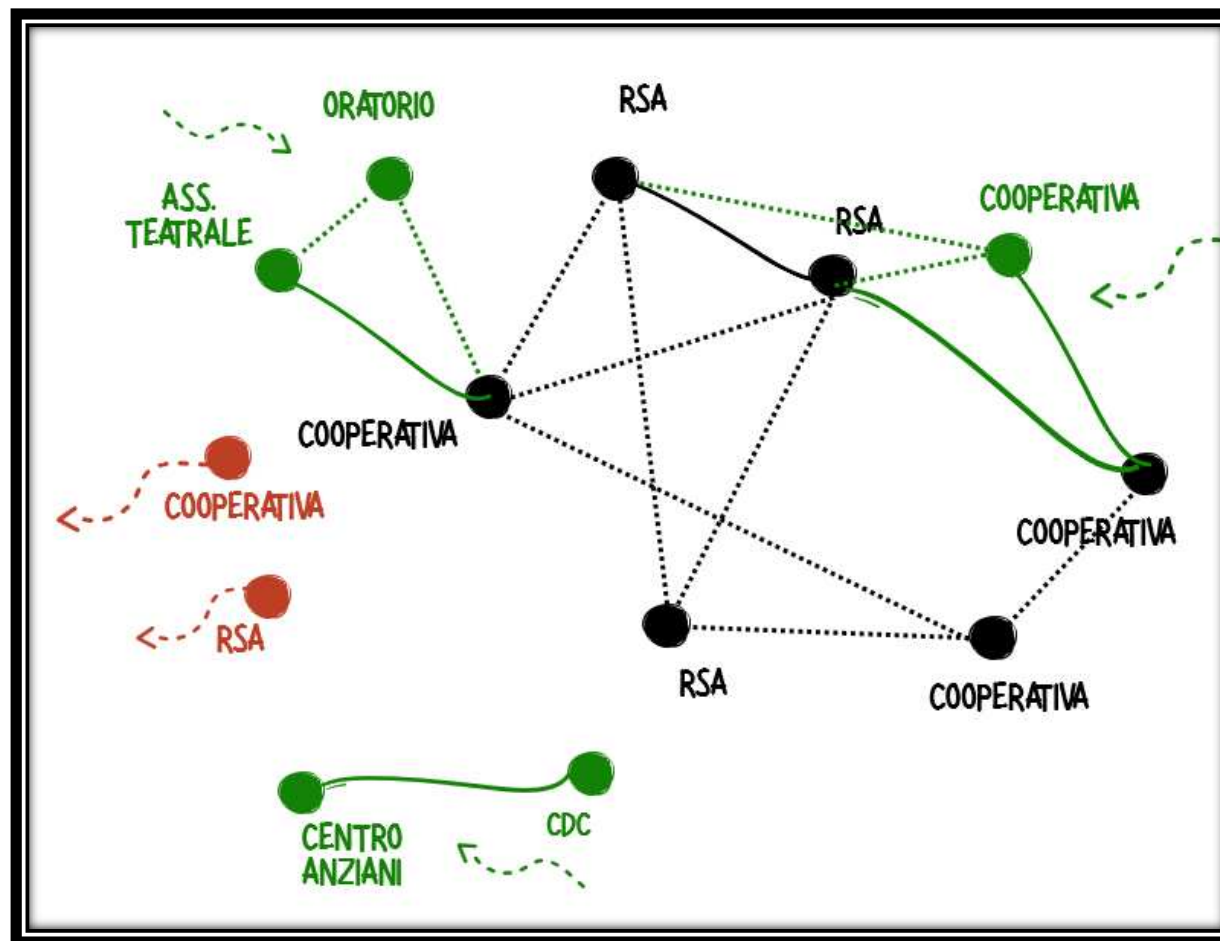 ORATORIO
RSA
ASS.
TEATRALE
RSA
COOPERATIVA
COOPERATIVA
COOPERATIVA
COOPERATIVA
RSA
RSA
COOPERATIVA
CDC
CENTRO
ANZIANI